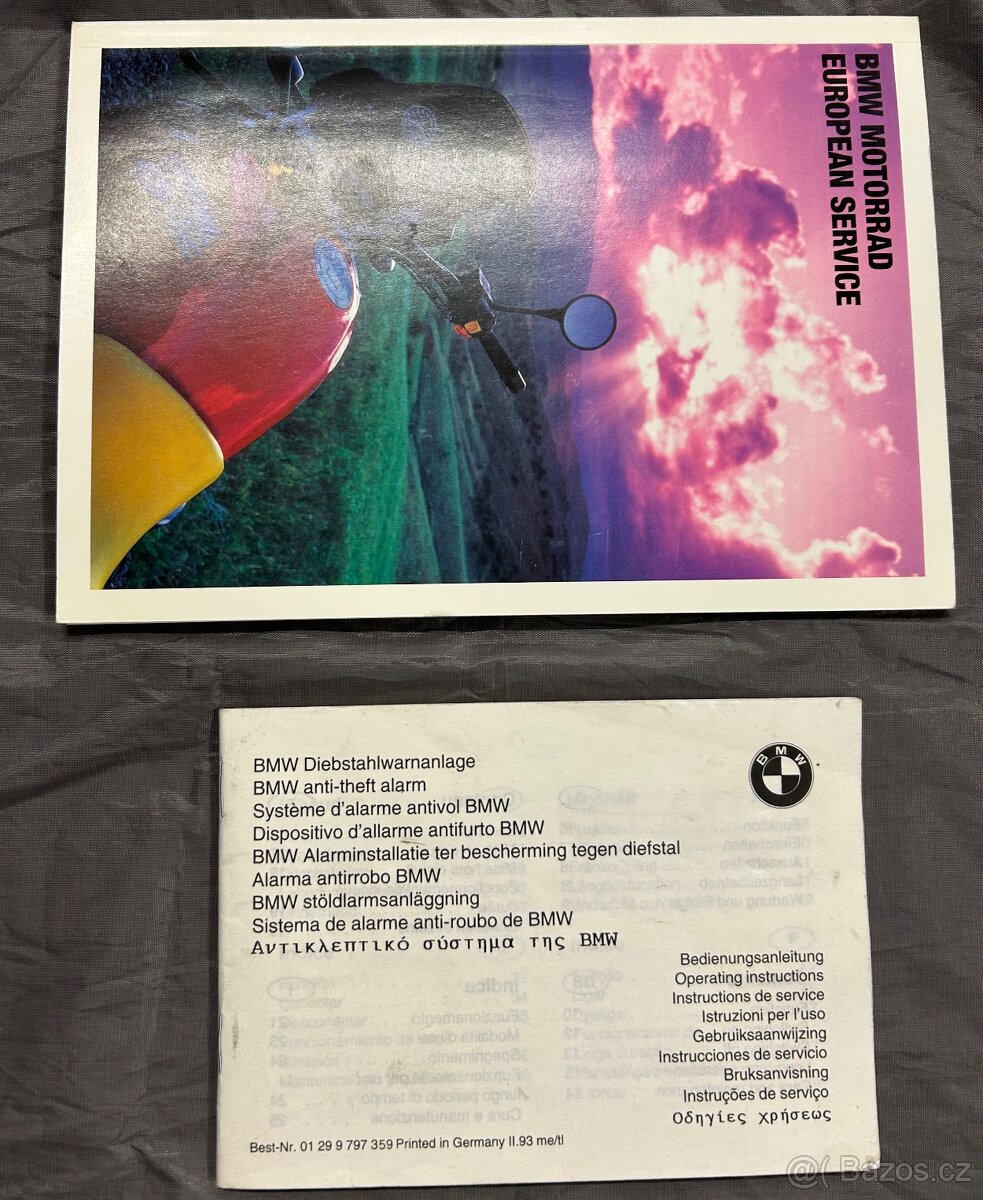 BMW MOTORRAD
EUROPEAN SERVICE
BMW Diebstahlwarnanlage
BMW anti-theft alarm
Système d'alarme antivol BMW
Dispositivo d'allarme antifurto BMW
BMW Alarminstallatie ter bescherming tegen diefstal
Alarma antirrobo BMW
BMW stöldlarmsanläggning
Sistema de alarme anti-roubo de BMW
Αντικλεπτικό σύστημα της BMW
BMW
Bedienungsanleitung
Operating instructions
Instructions de service
Istruzioni per l'uso
Gebruiksaanwijzing
Instrucciones de servicio
Bruksanvisning
Instruções de serviço
Οδηγίες χρήσεως
Best-Nr. 01 29 9 797 359 Printed in Germany II.93 me/tl
@( Bazos.cz